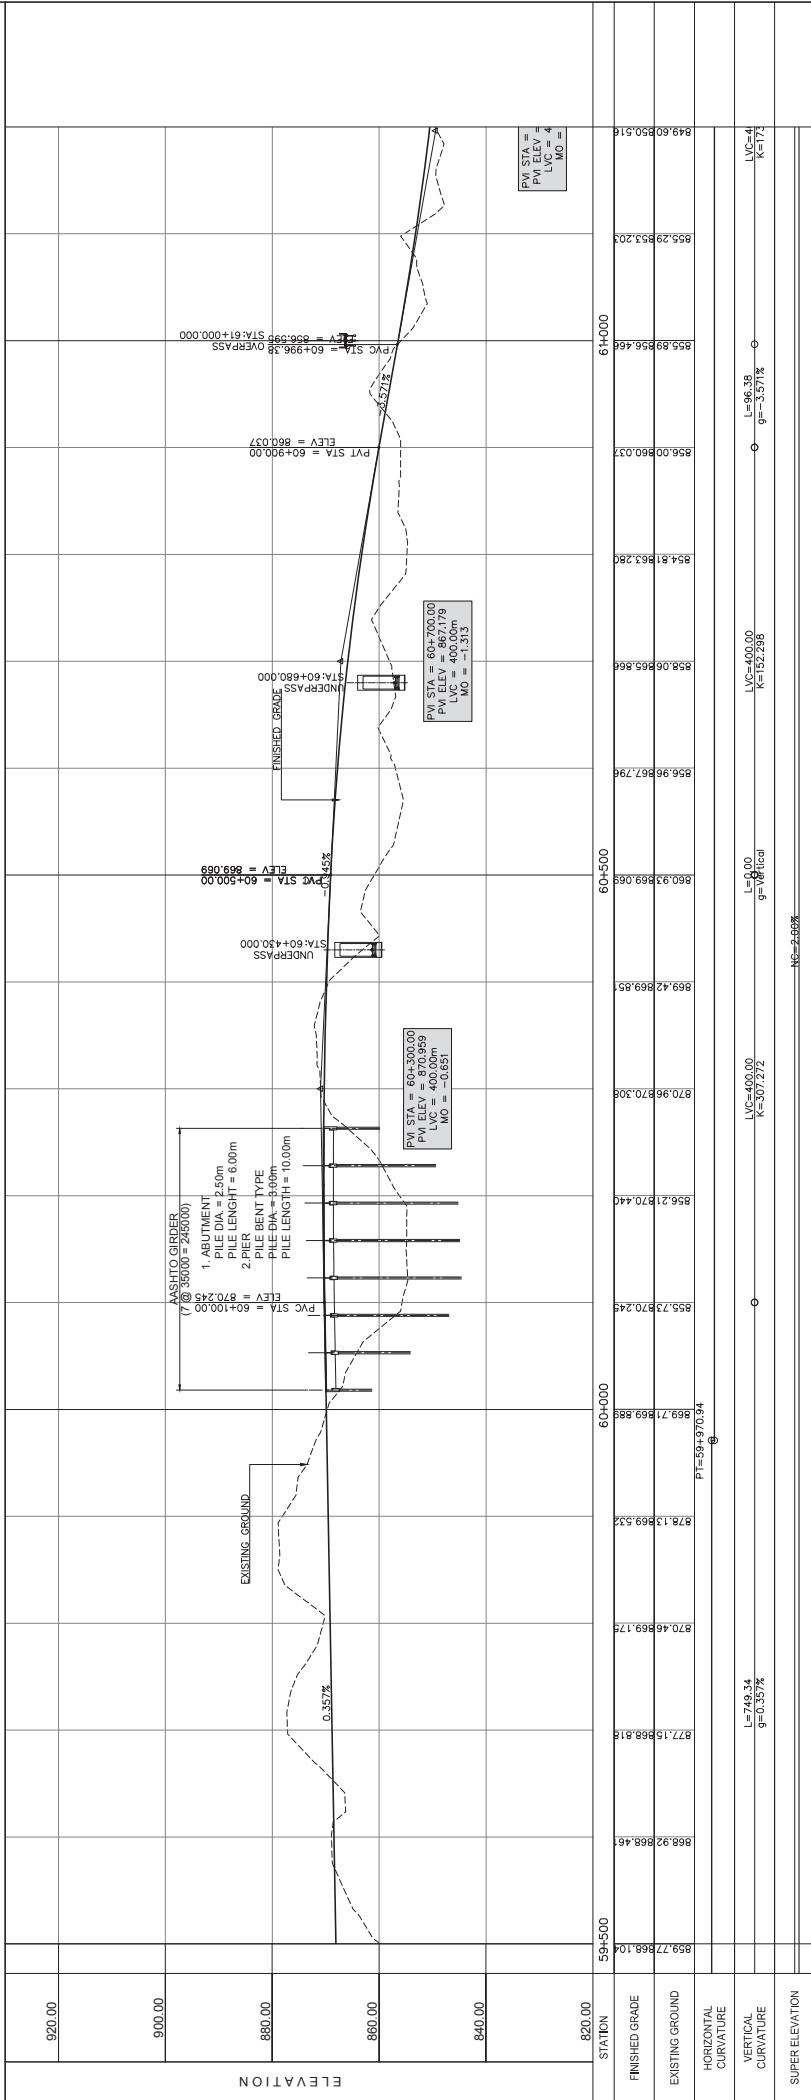 ELEVATION
920.00
900.00
880.00
860.00
840.00
820.00
EXISTING GROUND
0.357%
AASHTO GIRDER
(7 @ 35000 = 245000)
1. ABUTMENT
PILE DIA. = 2.50m
PILE LENGHT = 6.00m
2.PIER
PILE BENT TYPE
PILE DIA. = 3.00m
PILE LENGTH = 10.00m
PVC STA = 60+100.00
ELEV = 870.245
PVI STA = 60+300.00
PVI ELEV = 870.959
LVC = 400.00m
MO = -0.651
UNDERPASS
STA:60+430.000
PVC STA = 60+500.00
ELEV = 869.069
-0.945%
FINISHED GRADE
UNDERPASS
STA:60+680.000
PVI STA = 60+700.00
PVI ELEV = 867.179
LVC = 400.00m
MO = -1.313
PVT STA = 60+900.00
ELEV = 860.037
-3.571%
OVERPASS
STA:61+000.000
PVC STA = 60+996.38
ELEV = 856.595
PVI STA =
PVI ELEV =
LVC = 4
MO =
STATION
59+500
60+000
60+500
61+000
FINISHED GRADE
868.104
868.461
868.818
869.175
869.532
869.889
870.245
870.440
870.308
869.851
869.069
867.796
865.866
863.280
860.037
856.466
853.203
850.516
EXISTING GROUND
859.77
868.92
877.15
870.46
878.13
869.71
855.73
856.21
870.96
869.42
860.93
856.96
858.06
854.81
856.00
855.89
855.29
849.60
HORIZONTAL
CURVATURE
PT=59+970.94
VERTICAL
CURVATURE
L=749.34
g=0.357%
LVC=400.00
K=307.272
L=0.00
g=Vertical
LVC=400.00
K=152.298
L=96.38
g=-3.571%
LVC=4
K=173
SUPER ELEVATION
NC=2.00%